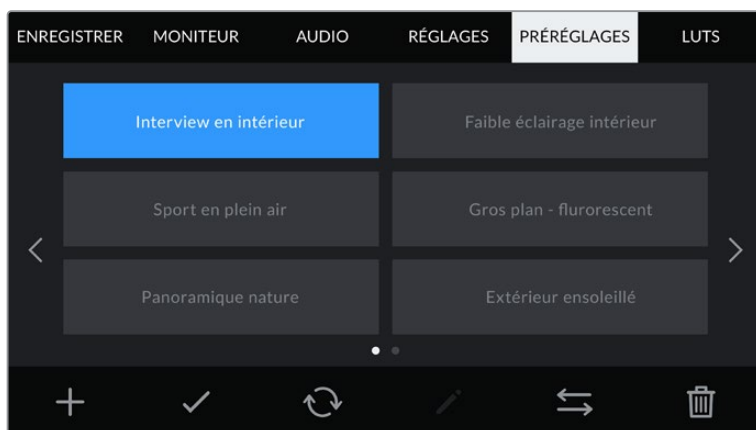 ENREGISTRER MONITEUR AUDIO RÉGLAGES PRÉRÉGLAGES LUTS
Interview en intérieur Faible éclairage intérieur
Sport en plein air Gros plan - flurorescent
Panoramique nature Extérieur ensoleillé